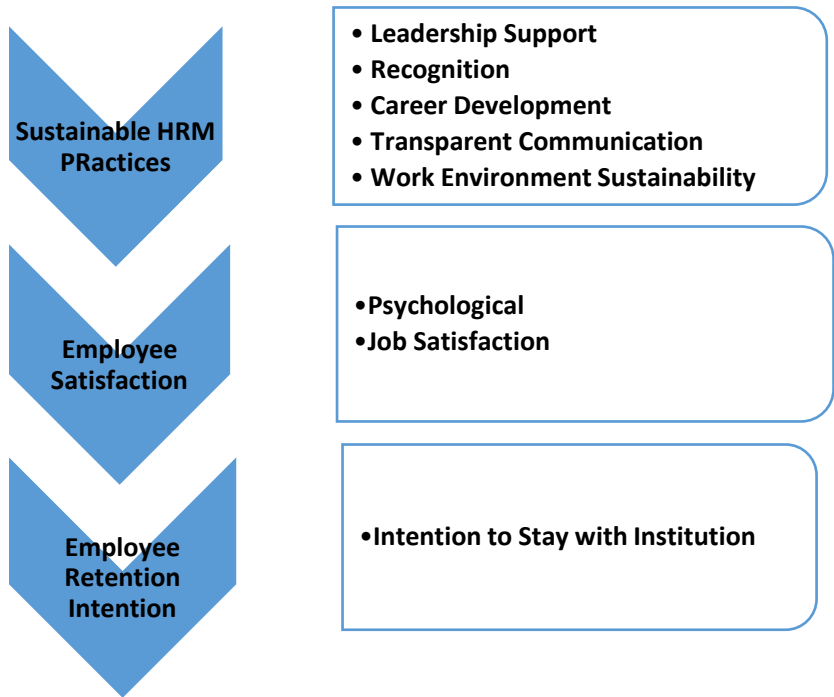 Sustainable HRM
PRactices
• Leadership Support
• Recognition
• Career Development
• Transparent Communication
• Work Environment Sustainability
Employee
Satisfaction
•Psychological
•Job Satisfaction
Employee
Retention
Intention
•Intention to Stay with Institution